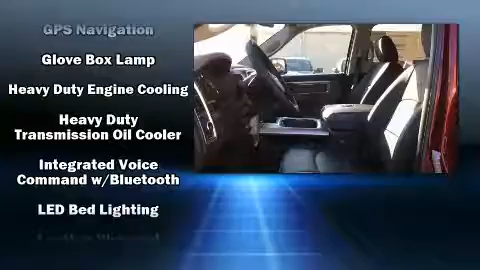 GPS Navigation
Glove Box Lamp
Heavy Duty Engine Cooling
Heavy Duty
Transmission Oil Cooler
Integrated Voice
Command w/Bluetooth
LED Bed Lighting